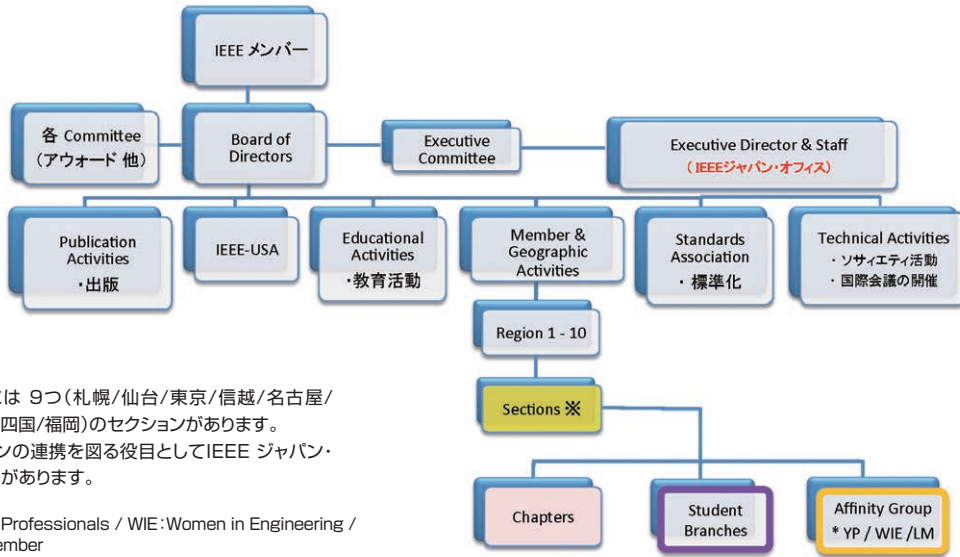 IEEE メンバー
各 Committee
（アウォード 他）
Board of
Directors
Executive
Committee
Executive Director & Staff
（IEEEジャパン・オフィス）
Publication
Activities
・出版
IEEE-USA
Educational
Activities
・教育活動
Member &
Geographic
Activities
Standards
Association
・標準化
Technical Activities
・ソサィエティ活動
・国際会議の開催
Region 1 - 10
Sections ※
Chapters
Student
Branches
Affinity Group
* YP / WIE /LM
は 9つ（札幌/仙台/東京/信越/名古屋/
四国/福岡）のセクションがあります。
ンの連携を図る役目としてIEEE ジャパン・
があります。
Professionals / WIE：Women in Engineering /
ember